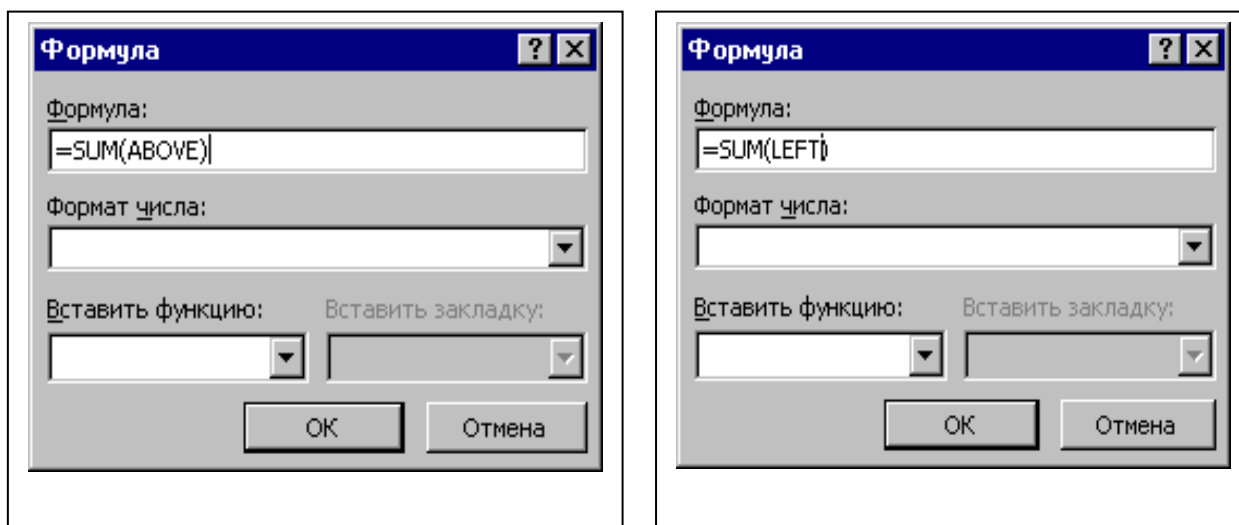 Формула
Формула:
=SUM(ABOVE)
Формат числа:
Вставить функцию: Вставить закладку:
OK Отмена
Формула
Формула:
=SUM(LEFT)
Формат числа:
Вставить функцию: Вставить закладку:
OK Отмена